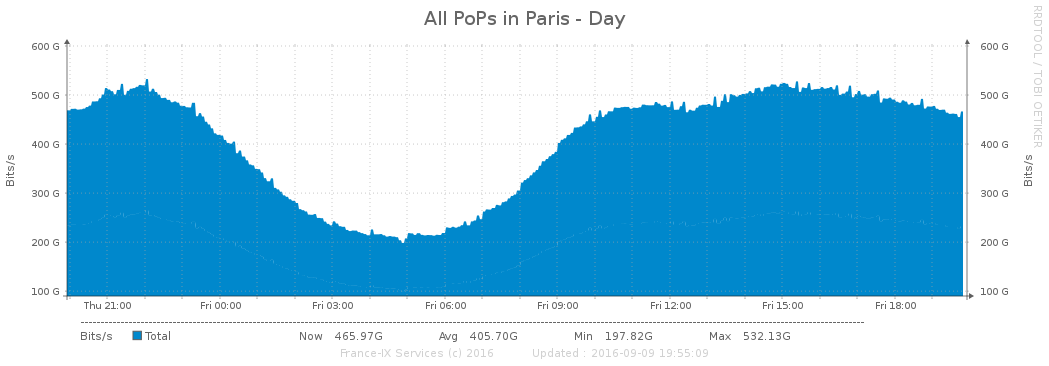 All PoPs in Paris - Day
RRDTOOL / TOBI OETIKER
600 G 600 G
500 G 500 G
400 G 400 G
300 G 300 G
200 G 200 G
100 G 100 G
Bits/s
Bits/s
Thu 21:00 Fri 00:00 Fri 03:00 Fri 06:00 Fri 09:00 Fri 12:00 Fri 15:00 Fri 18:00
Bits/s Total Now 465.97G Avg 405.70G Min 197.82G Max 532.13G
France-IX Services (c) 2016 Updated : 2016-09-09 19:55:09